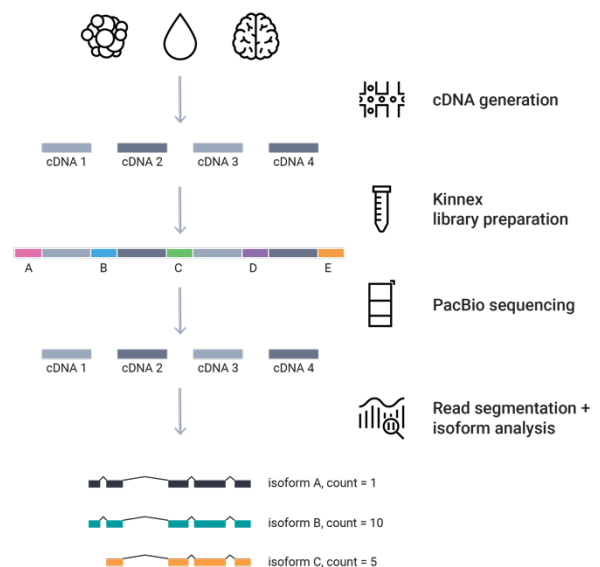 cDNA generation
cDNA 1 cDNA 2 cDNA 3 cDNA 4
Kinnex
library preparation
A B C D E
PacBio sequencing
cDNA 1 cDNA 2 cDNA 3 cDNA 4
Read segmentation +
isoform analysis
isoform A, count = 1
isoform B, count = 10
isoform C, count = 5